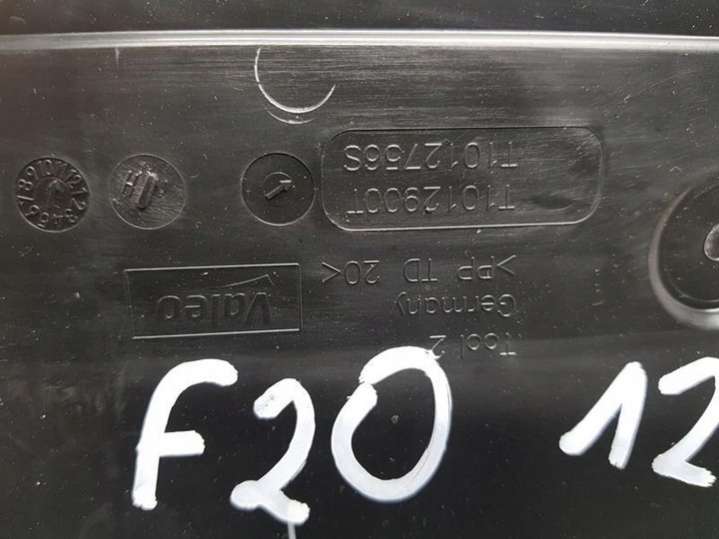 Tool 2
Germany
>PP TD 20<
Valeo
T1012900T
T1012756S
F20 12